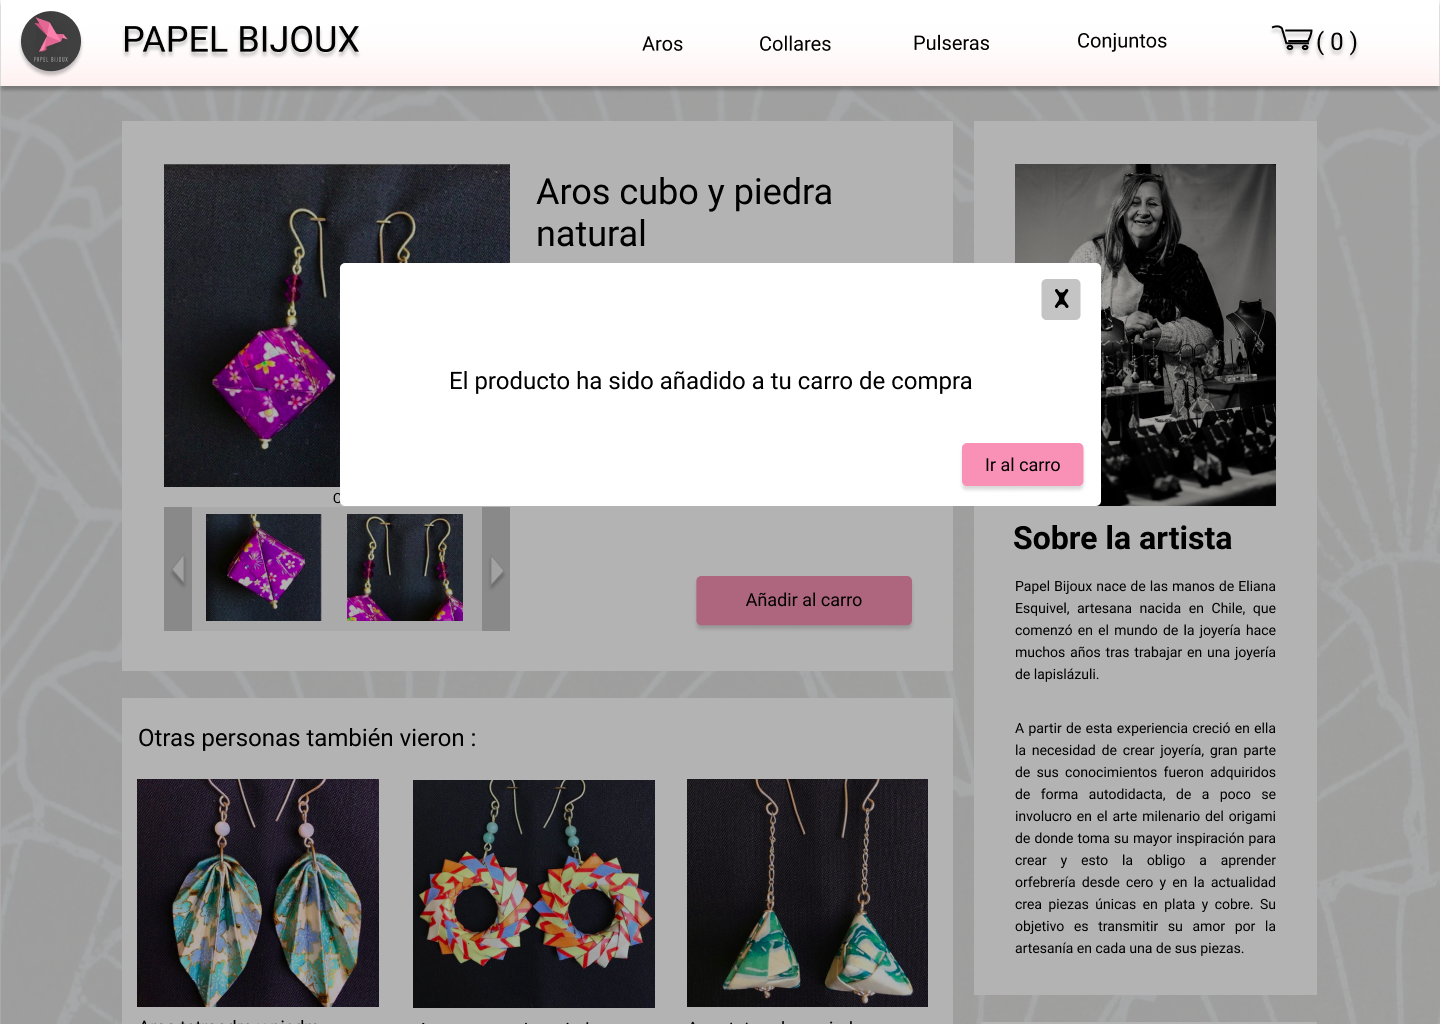 PAPEL BIJOUX
PAPEL BIJOUX
Aros
Collares
Pulseras
Conjuntos
( 0 )
Aros cubo y piedra
natural
X
El producto ha sido añadido a tu carro de compra
Ir al carro
Añadir al carro
Otras personas también vieron :
Sobre la artista
Papel Bijoux nace de las manos de Eliana
Esquivel, artesana nacida en Chile, que
comenzó en el mundo de la joyería hace
muchos años tras trabajar en una joyería
de lapislázuli.
A partir de esta experiencia creció en ella
la necesidad de crear joyería, gran parte
de sus conocimientos fueron adquiridos
de forma autodidacta, de a poco se
involucro en el arte milenario del origami
de donde toma su mayor inspiración para
crear y esto la obligo a aprender
orfebrería desde cero y en la actualidad
crea piezas únicas en plata y cobre. Su
objetivo es transmitir su amor por la
artesanía en cada una de sus piezas.